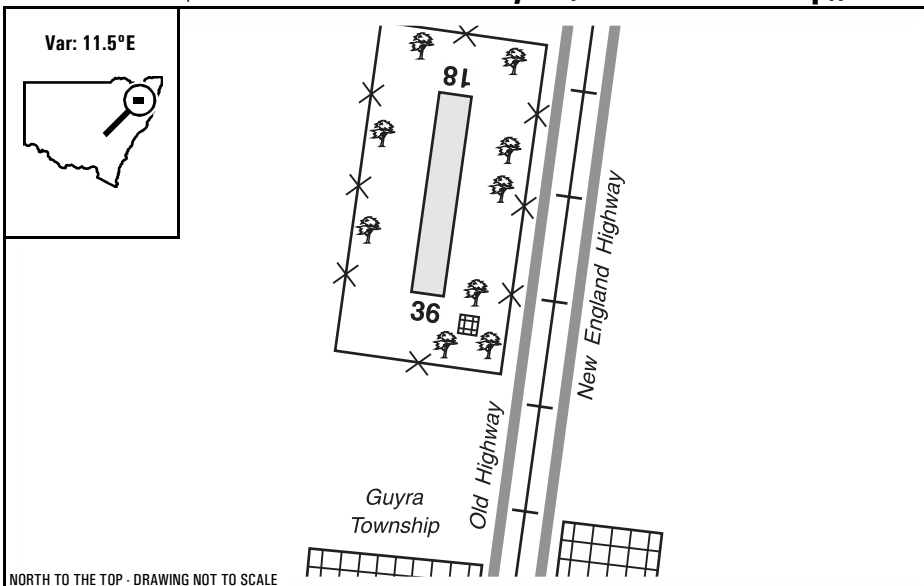 Var: 11.5°E
18
36
New England Highway
Old Highway
Guyra
Township
NORTH TO THE TOP - DRAWING NOT TO SCALE